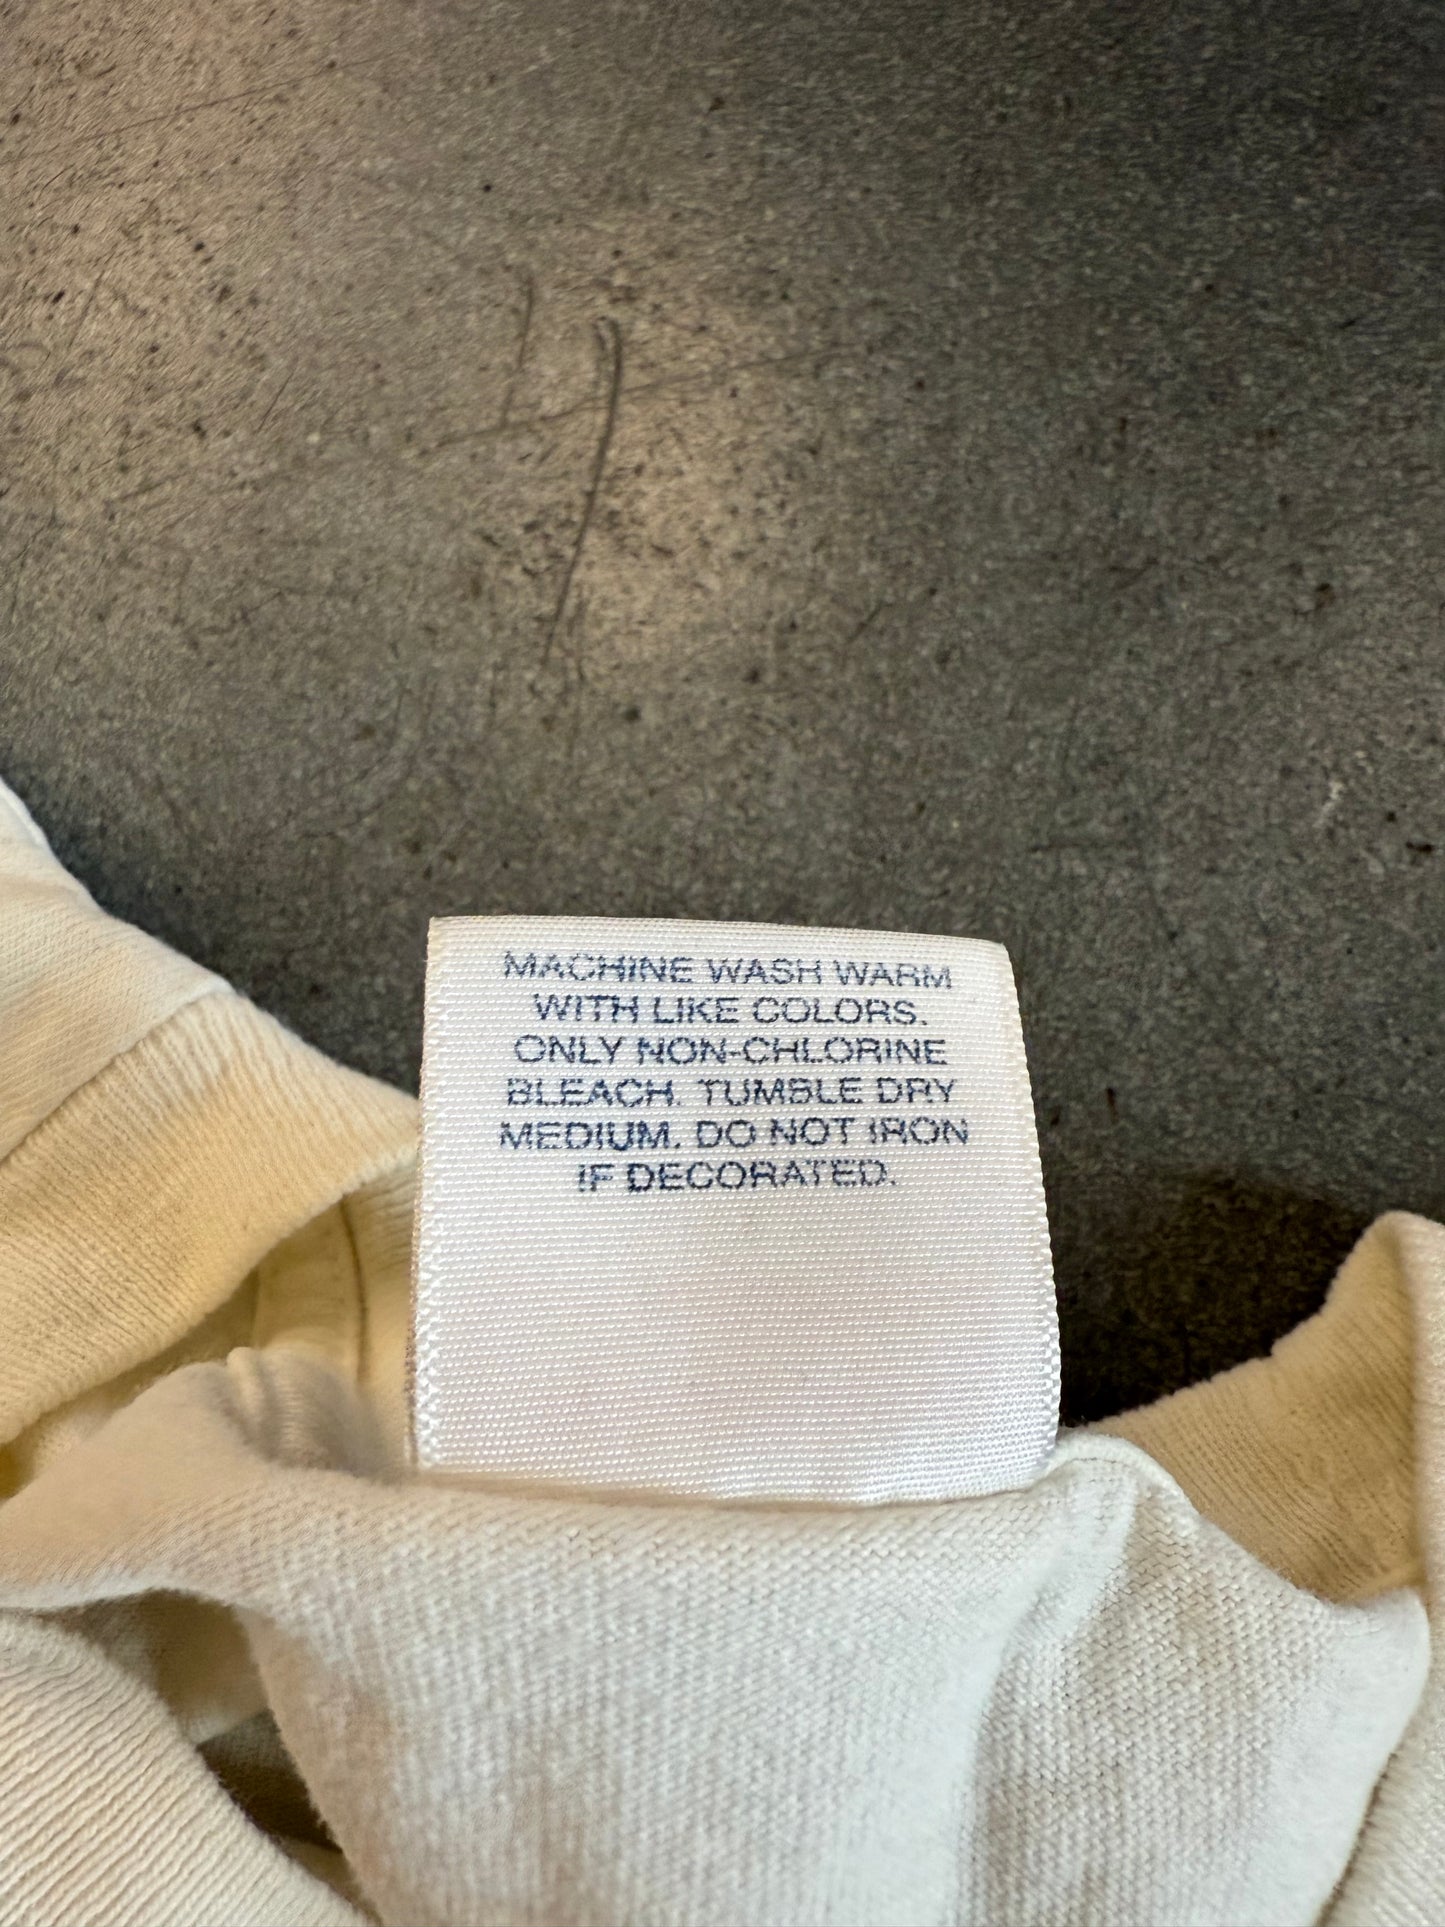 MACHINE WASH WARM
WITH LIKE COLORS.
ONLY NON-CHLORINE
BLEACH. TUMBLE DRY
MEDIUM. DO NOT IRON
IF DECORATED.